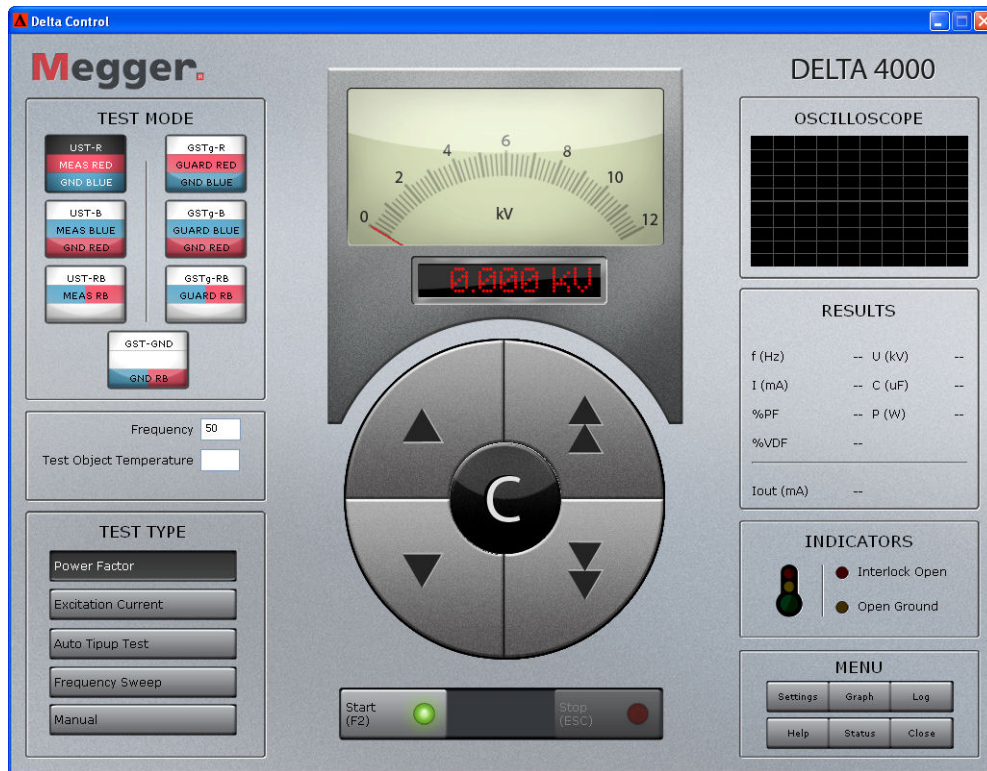 Delta Control
Megger.
DELTA 4000
TEST MODE
UST-R
MEAS RED
GND BLUE
GSTg-R
GUARD RED
GND BLUE
UST-B
MEAS BLUE
GND RED
GSTg-B
GUARD BLUE
GND RED
UST-RB
MEAS RB
GSTg-RB
GUARD RB
GST-GND
GND RB
Frequency 50
Test Object Temperature
TEST TYPE
Power Factor
Excitation Current
Auto Tipup Test
Frequency Sweep
Manual
0 2 4 6 8 10 12
kV
0.000 kV
C
Start
(F2)
Stop
(ESC)
OSCILLOSCOPE
RESULTS
f (Hz) -- U (kV) --
I (mA) -- C (uF) --
%PF -- P (W) --
%VDF --
Iout (mA) --
INDICATORS
Interlock Open
Open Ground
MENU
Settings Graph Log
Help Status Close